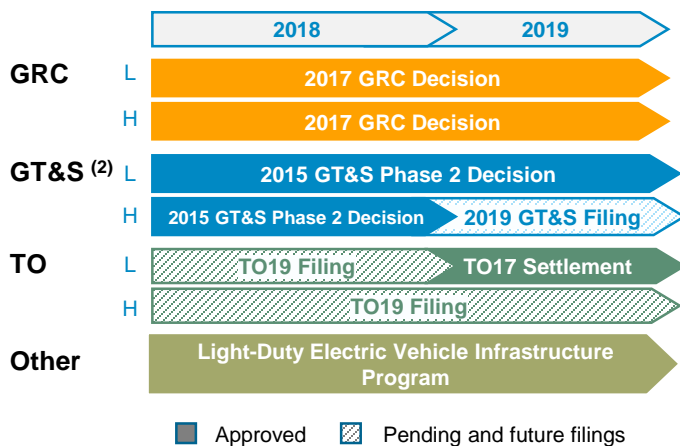 2018 2019
GRC L 2017 GRC Decision
H 2017 GRC Decision
GT&S (2) L 2015 GT&S Phase 2 Decision
H 2015 GT&S Phase 2 Decision 2019 GT&S Filing
TO L TO19 Filing TO17 Settlement
H TO19 Filing
Other Light-Duty Electric Vehicle Infrastructure
Program
Approved Pending and future filings